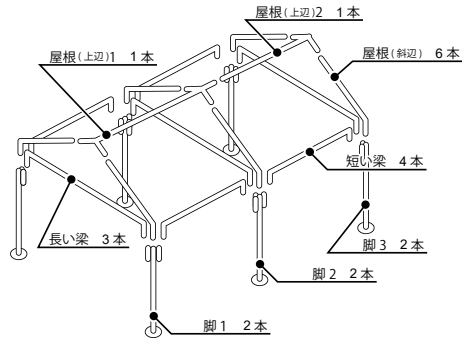 屋根(上辺)2 1本
屋根(上辺)1 1本
屋根(斜辺) 6本
短い梁 4本
長い梁 3本
脚3 2本
脚2 2本
脚1 2本